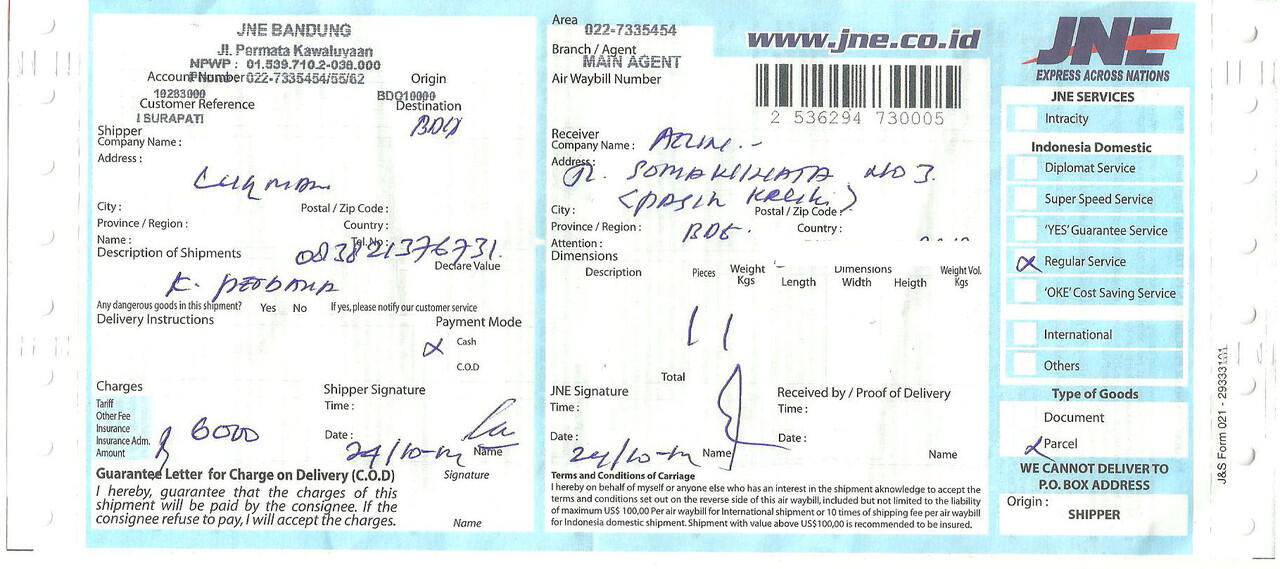 JNE BANDUNG
Jl. Permata Kawaluyaan
NPWP : 01.539.710.2-038.000
Account Number 022-7335454/55/62
Origin
10283000
BDO10000
Customer Reference
Destination
I SURAPATI
BDO
Shipper
Company Name :
Address :
LUQMAN
City :
Postal / Zip Code :
Province / Region :
Country :
Name :
Tel. No :
083821376731
Description of Shipments
Declare Value
Any dangerous goods in this shipment? Yes No If yes, please notify our customer service
Delivery Instructions
Payment Mode
Cash
C.O.D
Charges
Tariff
Other Fee
Insurance
Insurance Adm.
Amount
6000
Shipper Signature
Time :
Date :
24/10-
Name
Guarantee Letter for Charge on Delivery (C.O.D)
Signature
I hereby, guarantee that the charges of this
shipment will be paid by the consignee. If the
consignee refuse to pay, I will accept the charges.
Name
Area
022-7335454
Branch / Agent
MAIN AGENT
Air Waybill Number
www.jne.co.id
2 536294 730005
Receiver
Company Name :
Address :
Jl. NO 3.
City :
Postal / Zip Code :
Province / Region :
Country :
Attention :
Dimensions
Description
Pieces
Weight
Kgs
Dimensions
Length Width Heigth
Weight Vol.
Kgs
1 1
Total
JNE Signature
Time :
Date :
24/10-
Name
Received by / Proof of Delivery
Time :
Date :
Name
Terms and Conditions of Carriage
I hereby on behalf of myself or anyone else who has an interest in the shipment aknowledge to accept the
terms and conditions set out on the reverse side of this air waybill, included but not limited to the liability
of maximum US$ 100,00 Per air waybill for International shipment or 10 times of shipping fee per air waybill
for Indonesia domestic shipment. Shipment with value above US$100,00 is recommended to be insured.
JNE
EXPRESS ACROSS NATIONS
JNE SERVICES
Intracity
Indonesia Domestic
Diplomat Service
Super Speed Service
'YES' Guarantee Service
Regular Service
'OKE' Cost Saving Service
International
Others
Type of Goods
Document
Parcel
WE CANNOT DELIVER TO
P.O. BOX ADDRESS
Origin :
SHIPPER
J&S Form 021 - 29333101